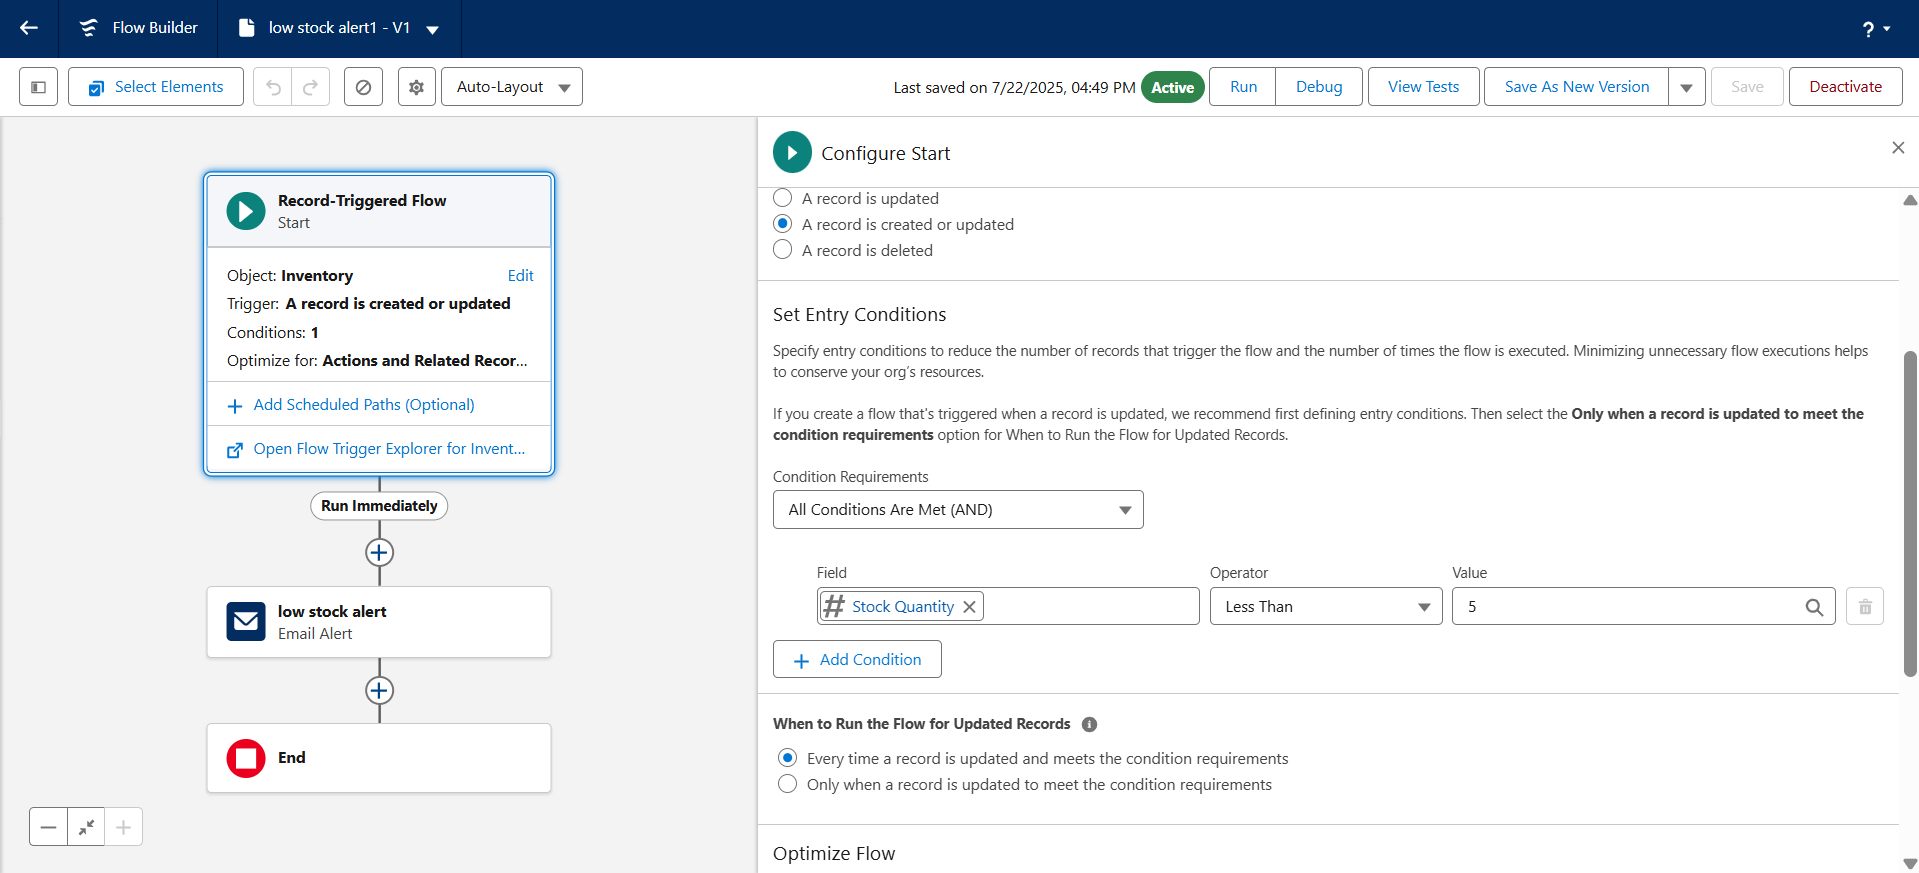 Flow Builder
low stock alert1 - V1
?
Select Elements
Auto-Layout
Last saved on 7/22/2025, 04:49 PM
Active
Run
Debug
View Tests
Save As New Version
Save
Deactivate
Record-Triggered Flow
Start
Object: Inventory
Edit
Trigger: A record is created or updated
Conditions: 1
Optimize for: Actions and Related Recor...
Add Scheduled Paths (Optional)
Open Flow Trigger Explorer for Invent...
Run Immediately
low stock alert
Email Alert
End
Configure Start
A record is updated
A record is created or updated
A record is deleted
Set Entry Conditions
Specify entry conditions to reduce the number of records that trigger the flow and the number of times the flow is executed. Minimizing unnecessary flow executions helps
to conserve your org's resources.
If you create a flow that's triggered when a record is updated, we recommend first defining entry conditions. Then select the Only when a record is updated to meet the
condition requirements option for When to Run the Flow for Updated Records.
Condition Requirements
All Conditions Are Met (AND)
Field
Operator
Value
Stock Quantity
Less Than
5
Add Condition
When to Run the Flow for Updated Records
Every time a record is updated and meets the condition requirements
Only when a record is updated to meet the condition requirements
Optimize Flow